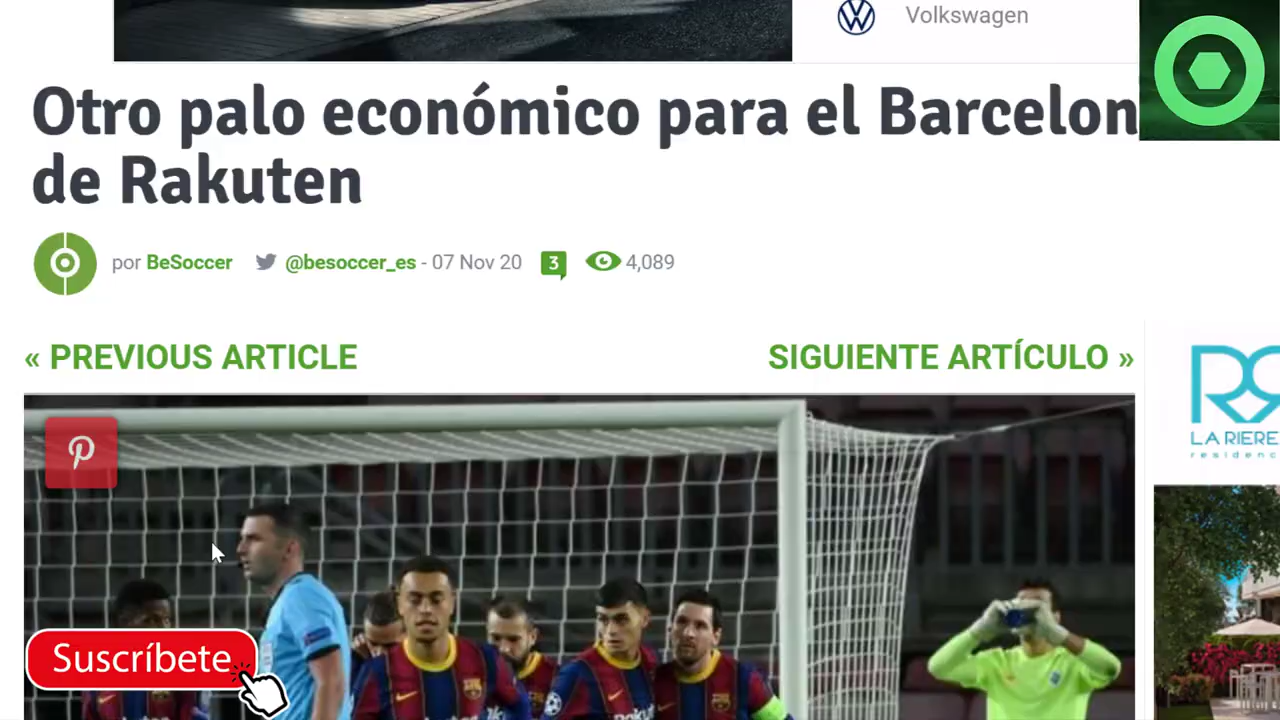 Volkswagen
Otro palo económico para el Barcelon
de Rakuten
por BeSoccer @besoccer_es - 07 Nov 20 3 4,089
« PREVIOUS ARTICLE SIGUIENTE ARTÍCULO »
LA RIERE
residenc
Suscríbete